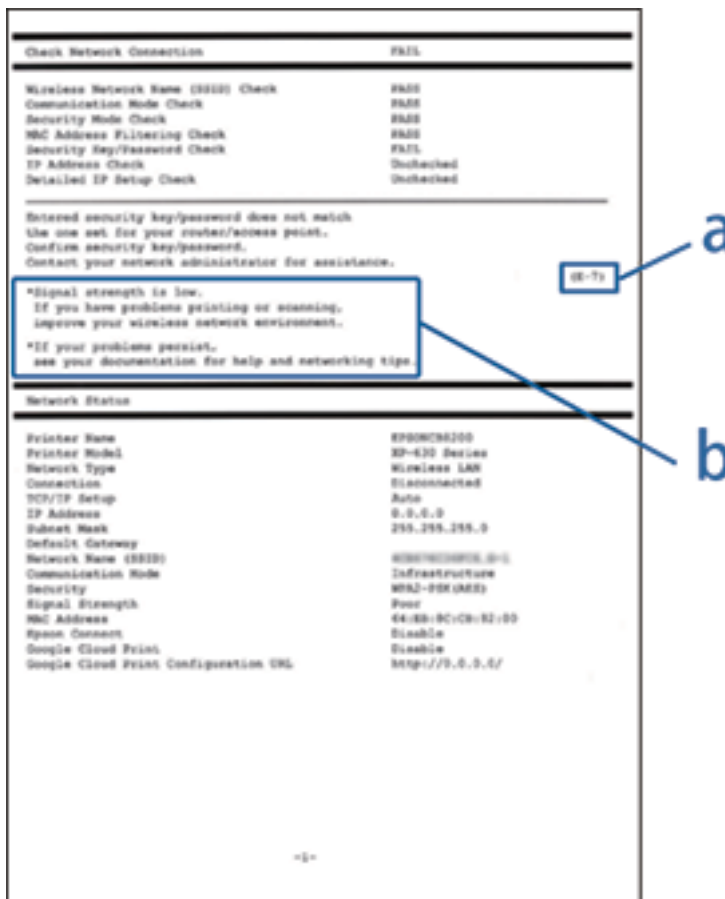 Check Network Connection FAIL
Wireless Network Name (SSID) Check PASS
Communication Mode Check PASS
Security Mode Check PASS
MAC Address Filtering Check PASS
Security Key/Password Check FAIL
IP Address Check Unchecked
Detailed IP Setup Check Unchecked
Entered security key/password does not match
the one set for your router/access point.
Confirm security key/password.
Contact your network administrator for assistance.
(E-7)
a
*Signal strength is low.
If you have problems printing or scanning,
improve your wireless network environment.
*If your problems persist,
see your documentation for help and networking tips.
b
Network Status
Printer Name
Printer Model XP-630 Series
Network Type Wireless LAN
Connection Disconnected
TCP/IP Setup Auto
IP Address 0.0.0.0
Subnet Mask 255.255.255.0
Default Gateway
Network Name (SSID)
Communication Mode Infrastructure
Security WPA2-PSK(AES)
Signal Strength Poor
MAC Address
Epson Connect Disable
Google Cloud Print Disable
Google Cloud Print Configuration URL http://0.0.0.0/
-1-